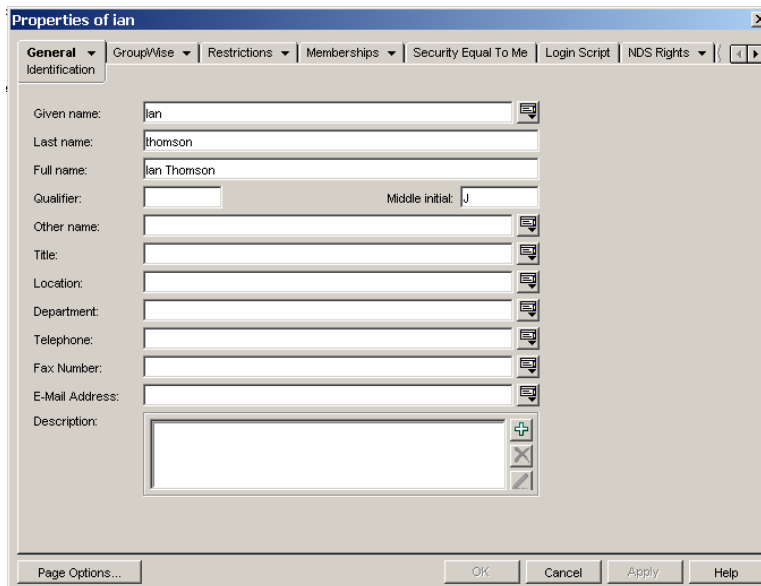 Properties of ian
General GroupWise Restrictions Memberships Security Equal To Me Login Script NDS Rights
Identification
Given name: Ian
Last name: thomson
Full name: Ian Thomson
Qualifier: Middle initial: J
Other name:
Title:
Location:
Department:
Telephone:
Fax Number:
E-Mail Address:
Description:
Page Options... OK Cancel Apply Help